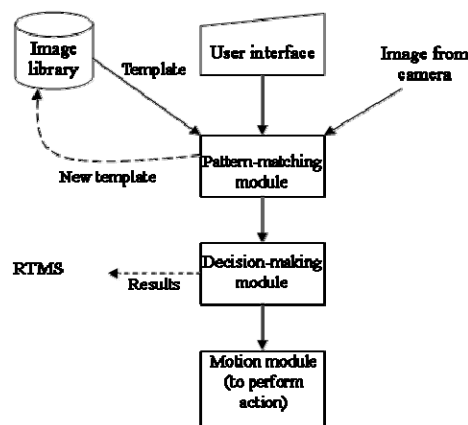 Image
library
Template
User interface
Image from
camera
New template
Pattern-matching
module
RTMS
Results
Decision-making
module
Motion module
(to perform
action)